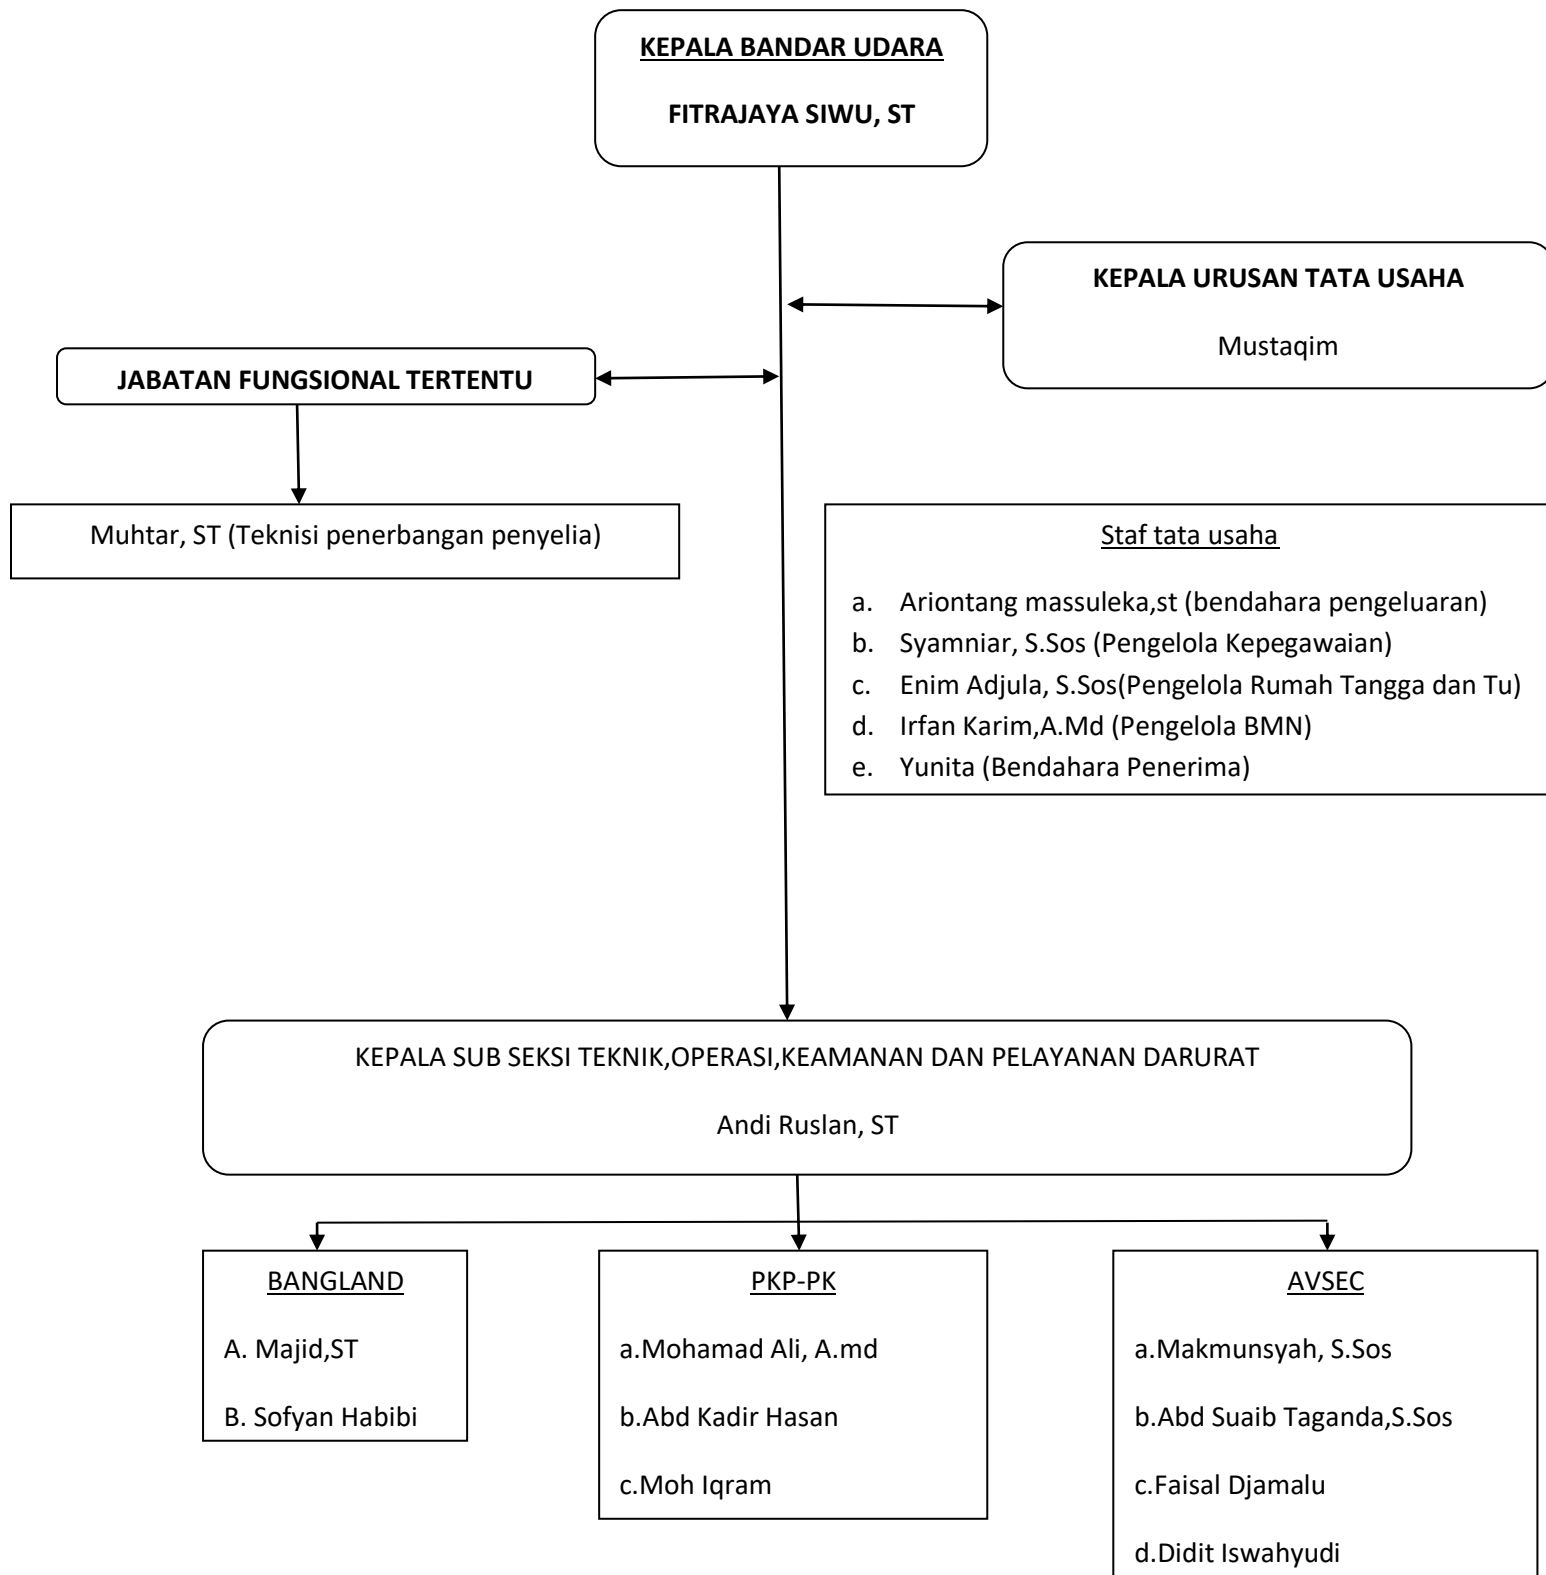 KEPALA BANDAR UDARA
FITRAJAYA SIWU, ST
KEPALA URUSAN TATA USAHA
Mustaqim
JABATAN FUNGSIONAL TERTENTU
Muhtar, ST (Teknisi penerbangan penyelia)
Staf tata usaha
a. Ariontang massuleka,st (bendahara pengeluaran)
b. Syamniar, S.Sos (Pengelola Kepegawaian)
c. Enim Adjula, S.Sos(Pengelola Rumah Tangga dan Tu)
d. Irfan Karim,A.Md (Pengelola BMN)
e. Yunita (Bendahara Penerima)
KEPALA SUB SEKSI TEKNIK,OPERASI,KEAMANAN DAN PELAYANAN DARURAT
Andi Ruslan, ST
BANGLAND
A. Majid,ST
B. Sofyan Habibi
PKP-PK
a.Mohamad Ali, A.md
b.Abd Kadir Hasan
c.Moh Iqram
AVSEC
a.Makmunsyah, S.Sos
b.Abd Suaib Taganda,S.Sos
c.Faisal Djamalu
d.Didit Iswahyudi